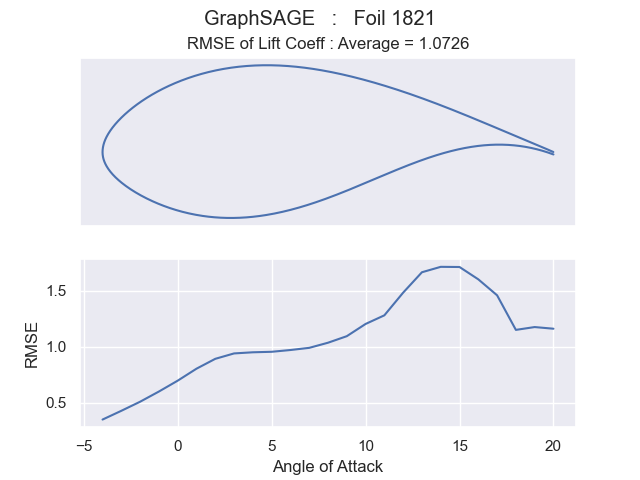 GraphSAGE   :   Foil 1821
RMSE of Lift Coeff : Average = 1.0726
1.5
1.0
0.5
RMSE
−5 0 5 10 15 20
Angle of Attack